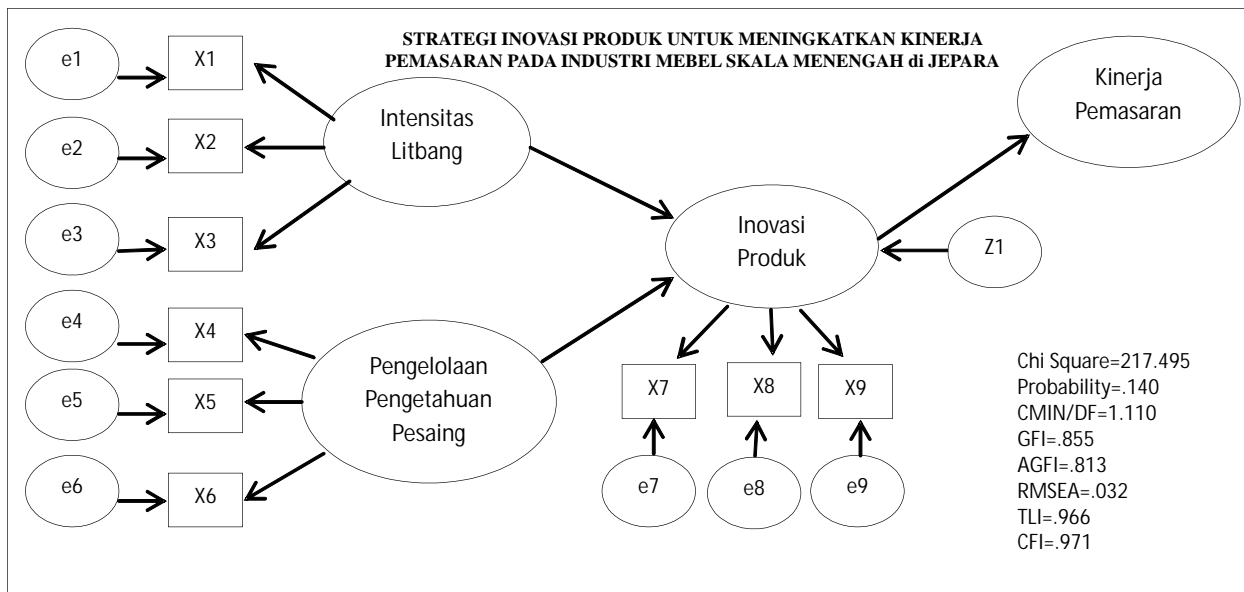 STRATEGI INOVASI PRODUK UNTUK MENINGKATKAN KINERJA
PEMASARAN PADA INDUSTRI MEBEL SKALA MENENGAH di JEPARA
e1
X1
e2
X2
e3
X3
Intensitas
Litbang
e4
X4
e5
X5
e6
X6
Pengelolaan
Pengetahuan
Pesaing
Inovasi
Produk
Kinerja
Pemasaran
Z1
X7
X8
X9
e7
e8
e9
Chi Square=217.495
Probability=.140
CMIN/DF=1.110
GFI=.855
AGFI=.813
RMSEA=.032
TLI=.966
CFI=.971